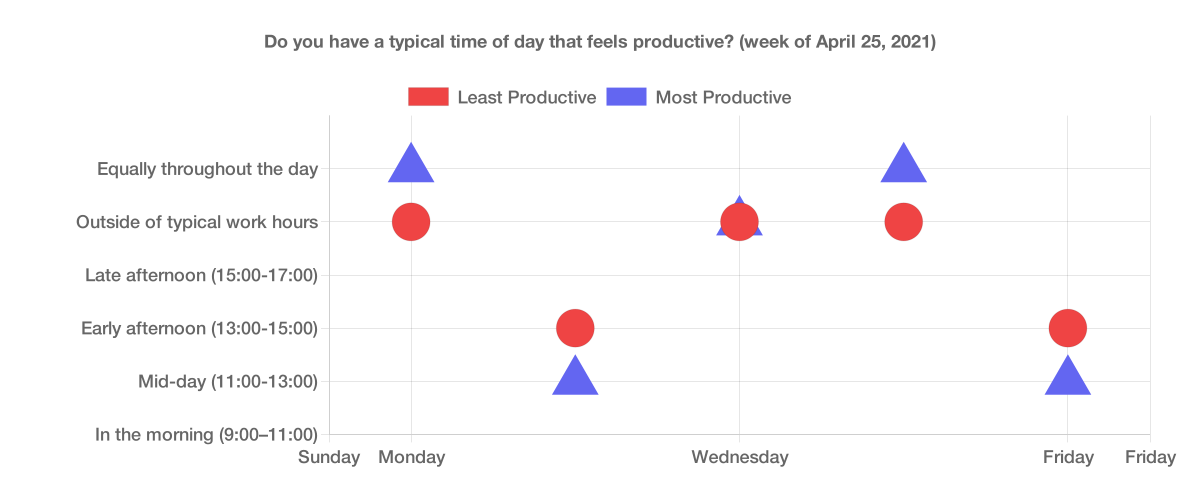 Do you have a typical time of day that feels productive? (week of April 25, 2021)
Least Productive Most Productive
Equally throughout the day
Outside of typical work hours
Late afternoon (15:00-17:00)
Early afternoon (13:00-15:00)
Mid-day (11:00-13:00)
In the morning (9:00–11:00)
Sunday Monday Wednesday Friday Friday